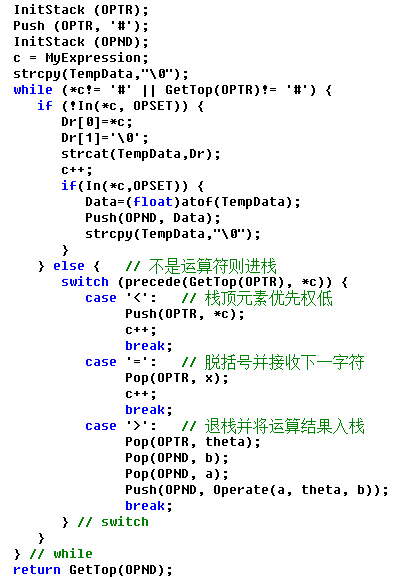 InitStack (OPTR);
Push (OPTR, '#');
InitStack (OPND);
c = MyExpression;
strcpy(TempData,"\0");
while (*c!= '#' || GetTop(OPTR)!= '#') {
   if (!In(*c, OPSET)) {
      Dr[0]=*c;
      Dr[1]='\0';
      strcat(TempData,Dr);
      c++;
      if(In(*c,OPSET)) {
         Data=(float)atof(TempData);
         Push(OPND, Data);
         strcpy(TempData,"\0");
      }
   } else {   // 不是运算符则进栈
      switch (precede(GetTop(OPTR), *c)) {
         case '<':   // 栈顶元素优先权低
              Push(OPTR, *c);
              c++;
              break;
         case '=':   // 脱括号并接收下一字符
              Pop(OPTR, x);
              c++;
              break;
         case '>':   // 退栈并将运算结果入栈
              Pop(OPTR, theta);
              Pop(OPND, b);
              Pop(OPND, a);
              Push(OPND, Operate(a, theta, b));
              break;
      } // switch
   }
} // while
return GetTop(OPND);